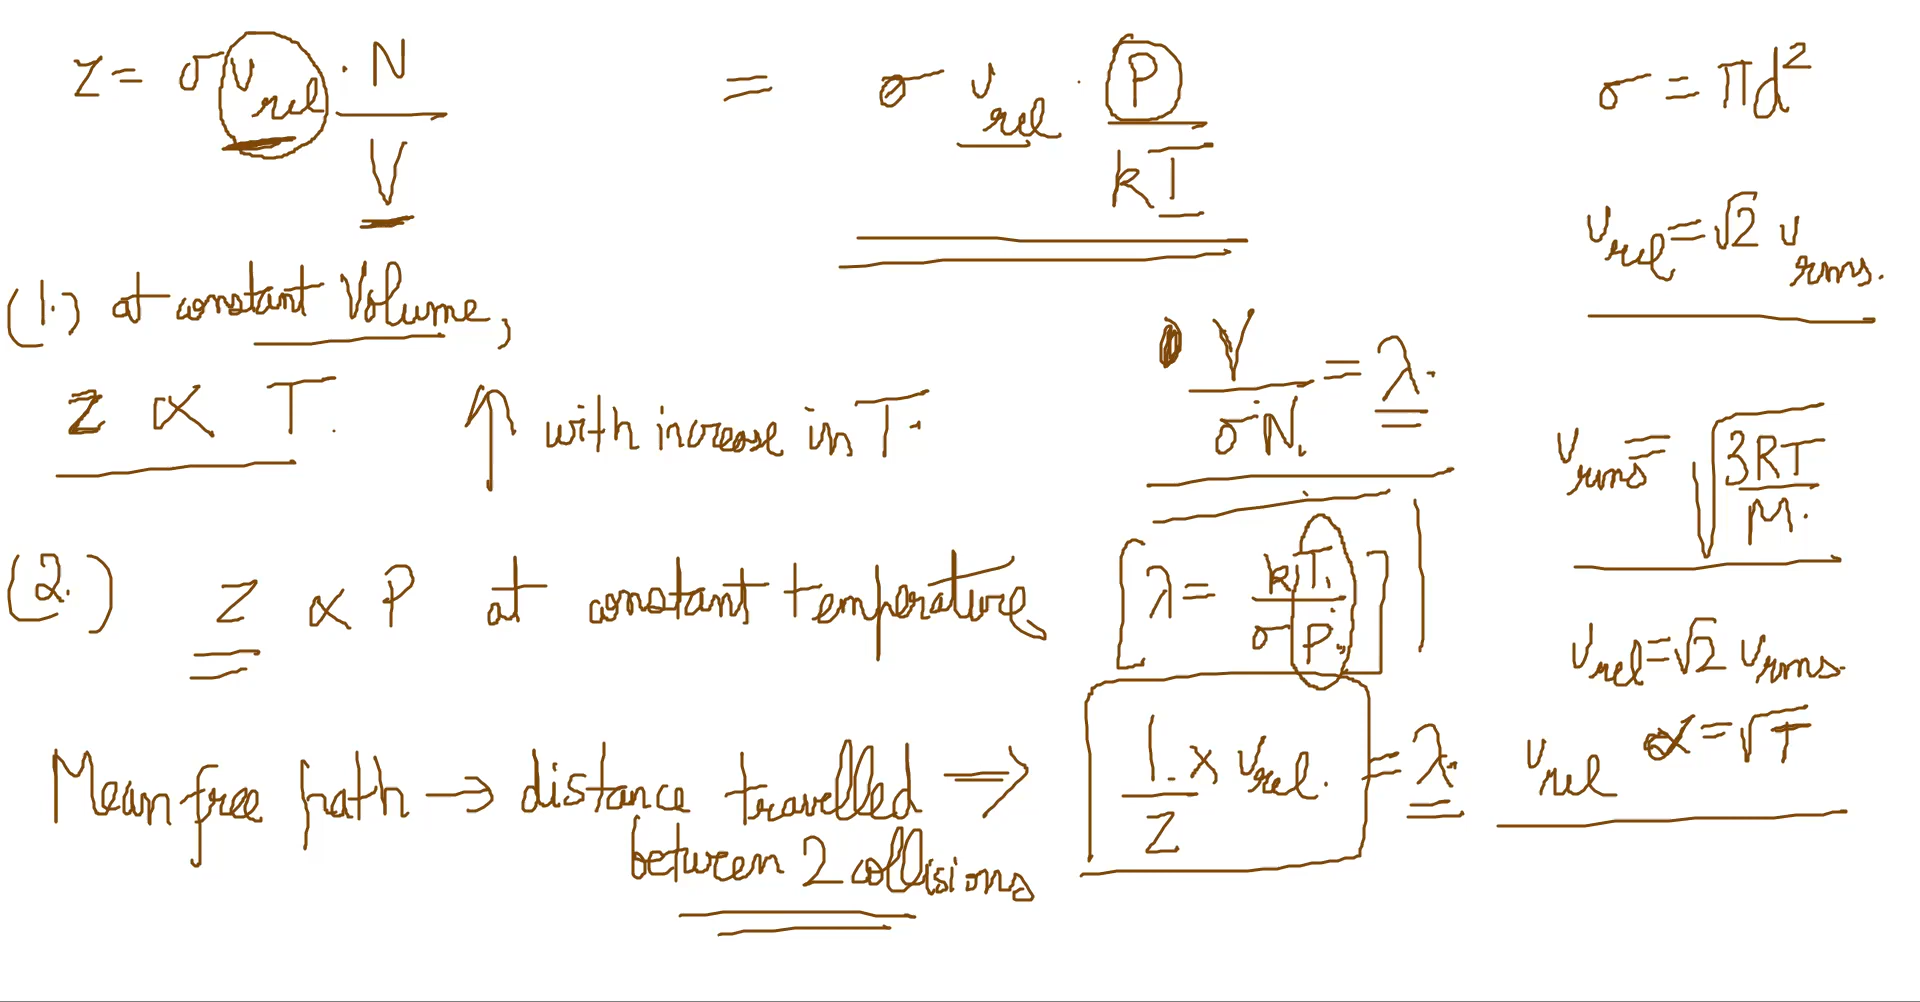 z = σ v_rel · N / V = σ v_rel · P / kT
σ = πd²
v_rel = √2 v_rms.
(1.) at constant Volume,
z ∝ T. ↑ with increase in T.
V / σN. = λ.
v_rms = √(3RT / M.)
(2.) z ∝ P at constant temperature,
[λ = kT / σP]
v_rel = √2 v_rms.
v_rel ∝ = √T
Mean free path → distance travelled between 2 collisions ⇒ 1 / z × v_rel. = λ.